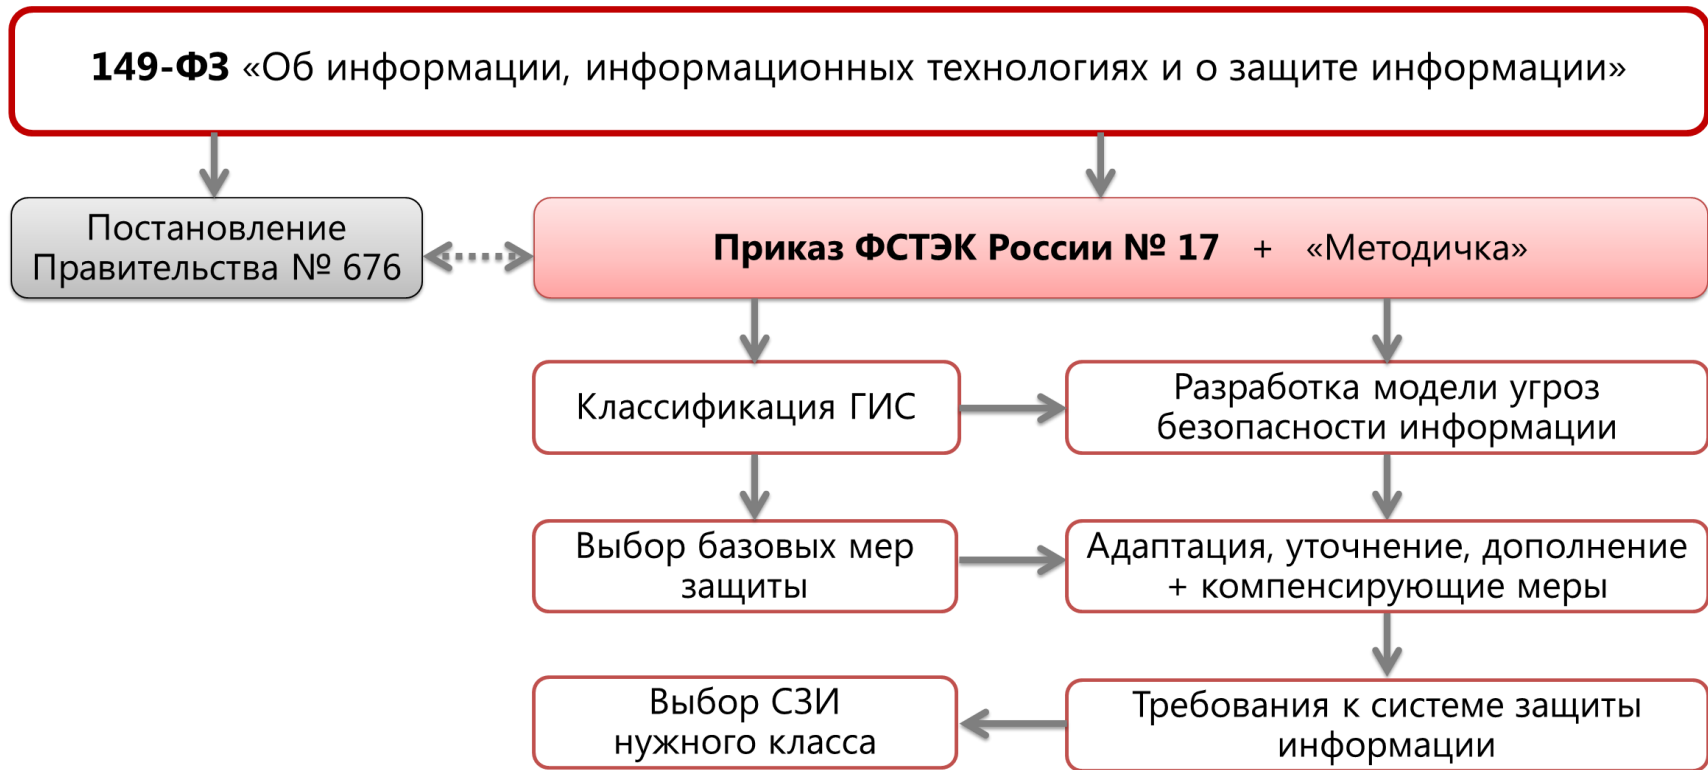 149-ФЗ «Об информации, информационных технологиях и о защите информации»
Постановление
Правительства № 676
Приказ ФСТЭК России № 17 + «Методичка»
Классификация ГИС
Разработка модели угроз
безопасности информации
Выбор базовых мер
защиты
Адаптация, уточнение, дополнение
+ компенсирующие меры
Выбор СЗИ
нужного класса
Требования к системе защиты
информации